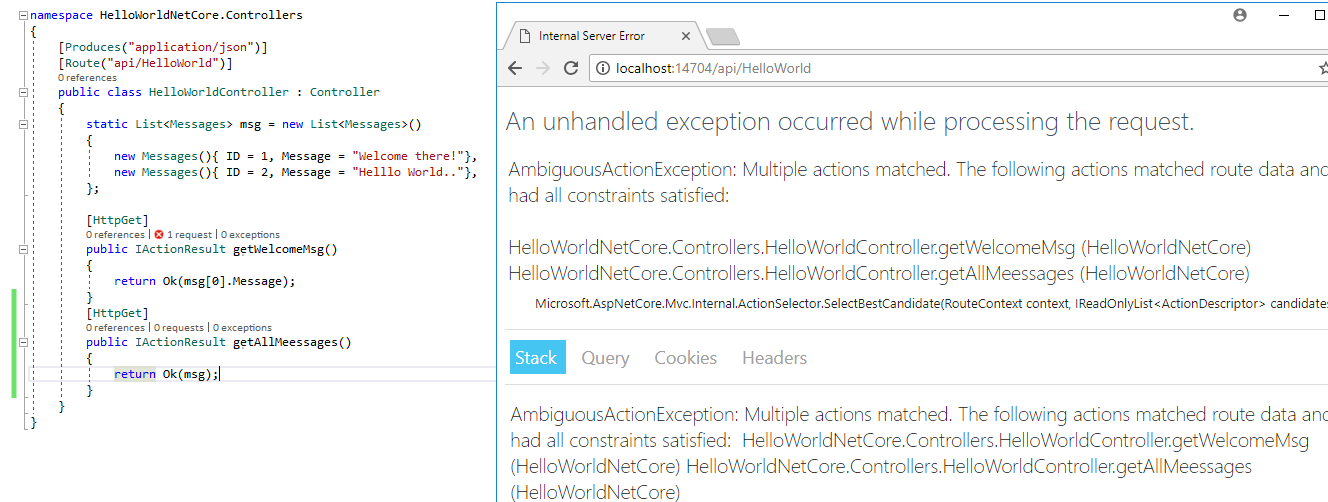 namespace HelloWorldNetCore.Controllers
{
[Produces("application/json")]
[Route("api/HelloWorld")]
0 references
public class HelloWorldController : Controller
{
static List<Messages> msg = new List<Messages>()
{
new Messages(){ ID = 1, Message = "Welcome there!"},
new Messages(){ ID = 2, Message = "Helllo World.."},
};
[HttpGet]
0 references | 1 request | 0 exceptions
public IActionResult getWelcomeMsg()
{
return Ok(msg[0].Message);
}
[HttpGet]
0 references | 0 requests | 0 exceptions
public IActionResult getAllMeessages()
{
return Ok(msg);
}
}
}
Internal Server Error
localhost:14704/api/HelloWorld
An unhandled exception occurred while processing the request.
AmbiguousActionException: Multiple actions matched. The following actions matched route data and
had all constraints satisfied:
HelloWorldNetCore.Controllers.HelloWorldController.getWelcomeMsg (HelloWorldNetCore)
HelloWorldNetCore.Controllers.HelloWorldController.getAllMeessages (HelloWorldNetCore)
Microsoft.AspNetCore.Mvc.Internal.ActionSelector.SelectBestCandidate(RouteContext context, IReadOnlyList<ActionDescriptor> candidates
Stack Query Cookies Headers
AmbiguousActionException: Multiple actions matched. The following actions matched route data and
had all constraints satisfied: HelloWorldNetCore.Controllers.HelloWorldController.getWelcomeMsg
(HelloWorldNetCore) HelloWorldNetCore.Controllers.HelloWorldController.getAllMeessages
(HelloWorldNetCore)